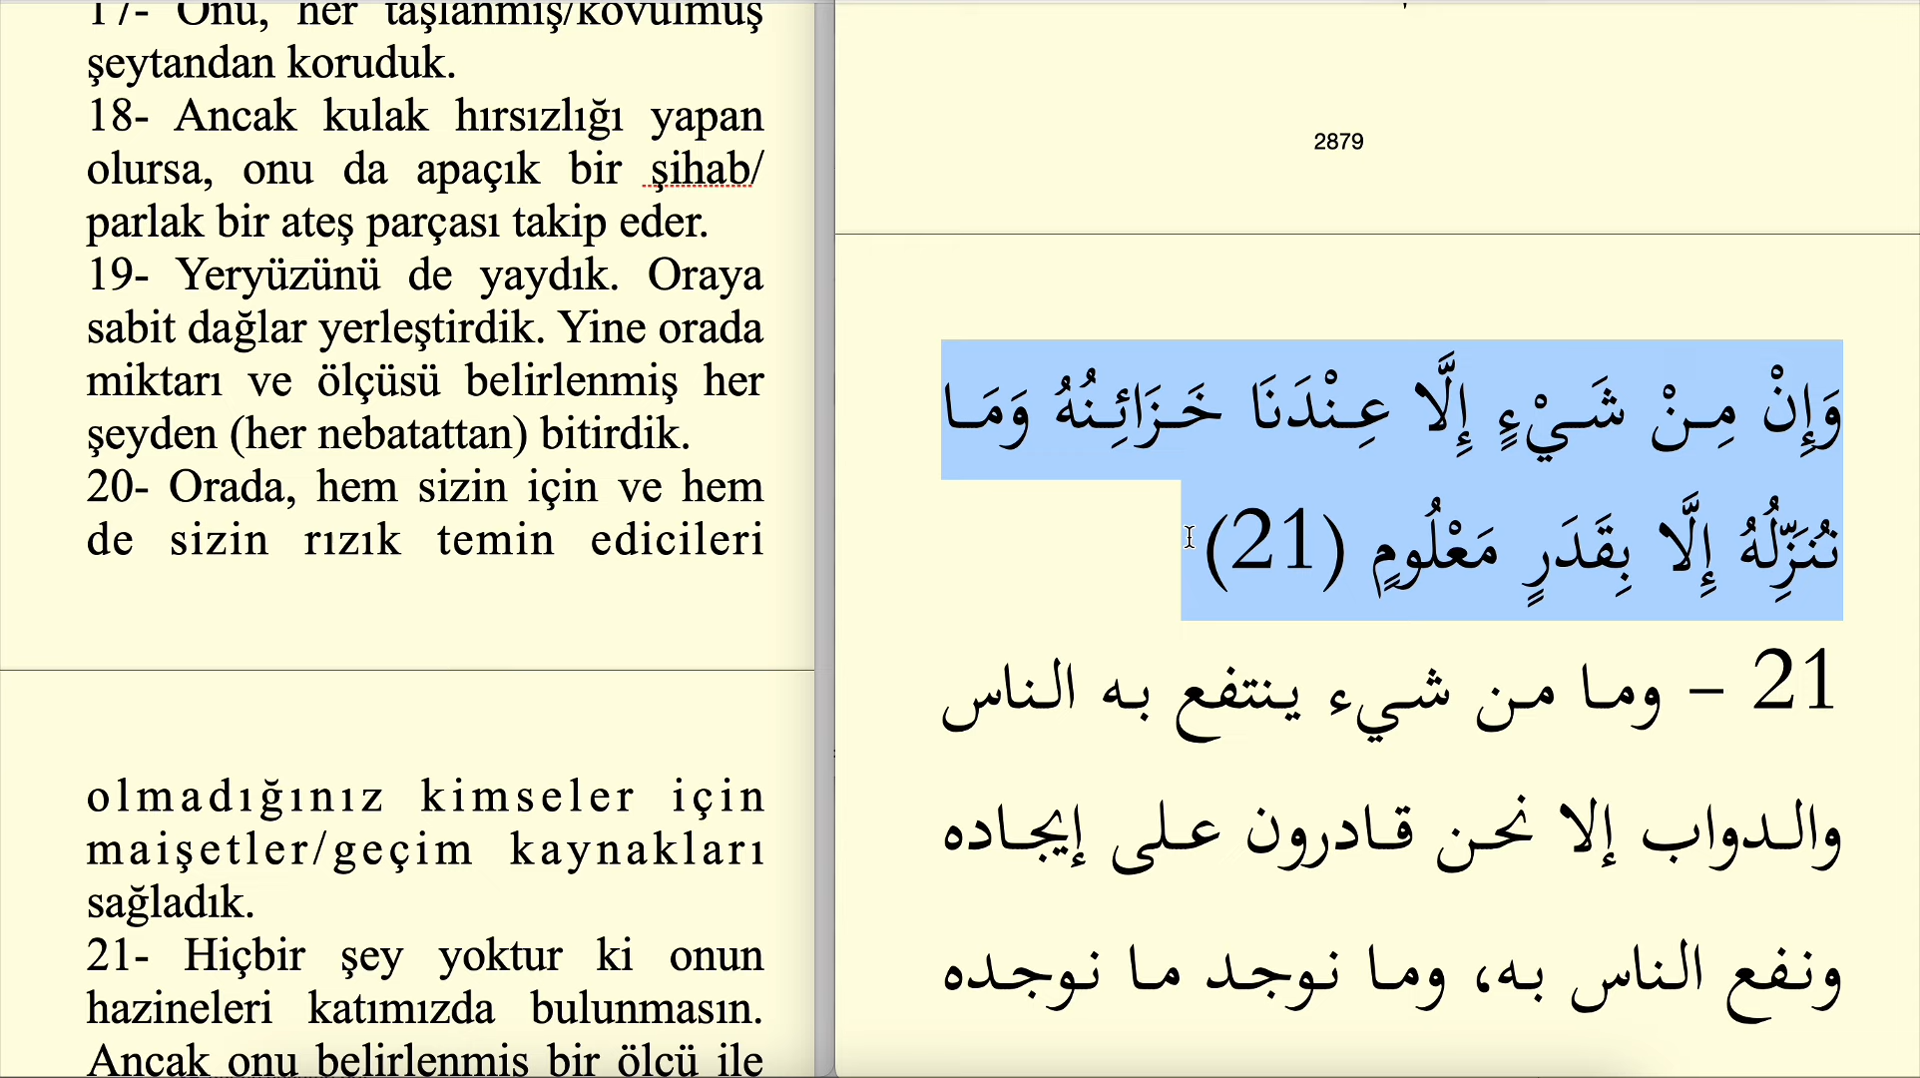 17- Onu, her taşlanmış/kovulmuş
şeytandan koruduk.
18- Ancak kulak hırsızlığı yapan
olursa, onu da apaçık bir şihab/
parlak bir ateş parçası takip eder.
19- Yeryüzünü de yaydık. Oraya
sabit dağlar yerleştirdik. Yine orada
miktarı ve ölçüsü belirlenmiş her
şeyden (her nebatattan) bitirdik.
20- Orada, hem sizin için ve hem
de sizin rızık temin edicileri
olmadığınız kimseler için
maişetler/geçim kaynakları
sağladık.
21- Hiçbir şey yoktur ki onun
hazineleri katımızda bulunmasın.
Ancak onu belirlenmiş bir ölçü ile
2879
وَإِنْ مِنْ شَيْءٍ إِلَّا عِنْدَنَا خَزَائِنُهُ وَمَا
نُنَزِّلُهُ إِلَّا بِقَدَرٍ مَعْلُومٍ (21)
21 – وما من شيء ينتفع به الناس
والدواب إلا نحن قادرون على إيجاده
ونفع الناس به، وما نوجد ما نوجده